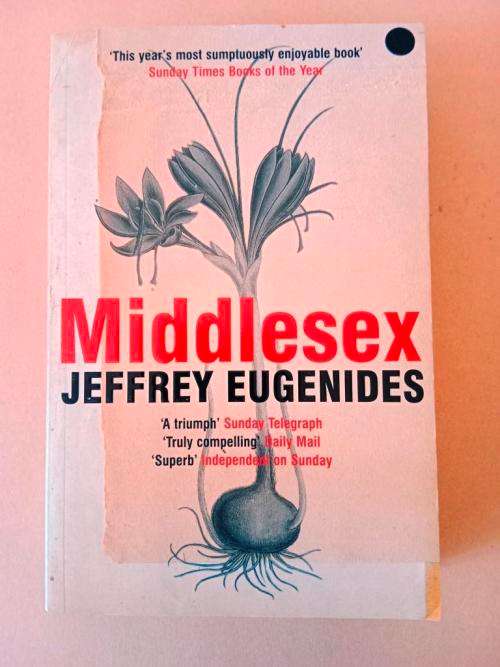 ‘This year’s most sumptuously enjoyable book’
Sunday Times Books of the Year
Middlesex
JEFFREY EUGENIDES
‘A triumph’ Sunday Telegraph
‘Truly compelling’ Daily Mail
‘Superb’ Independent on Sunday